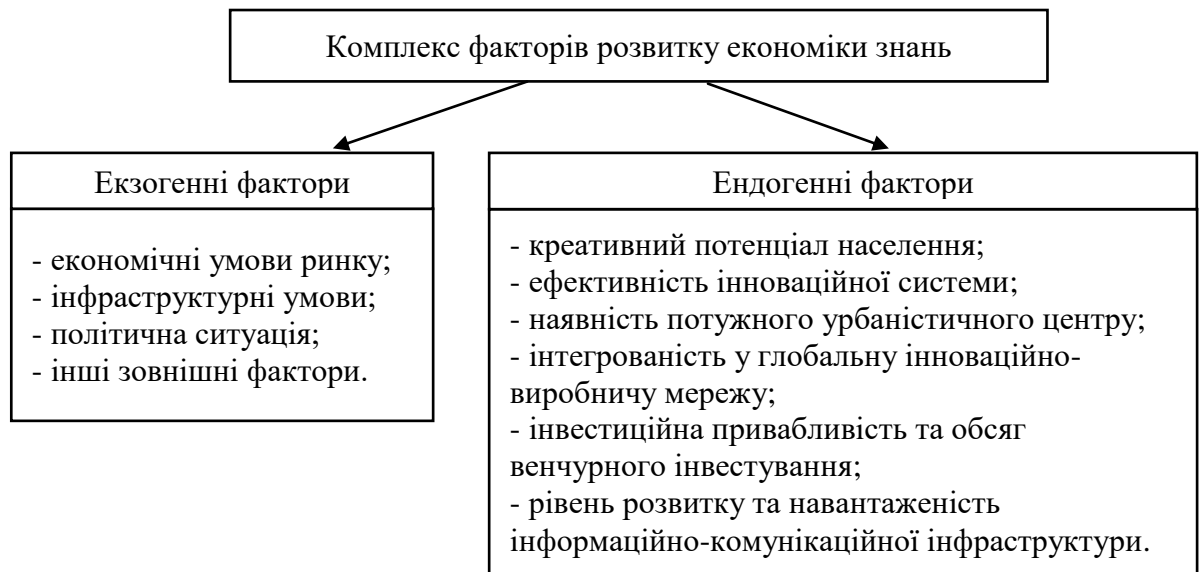 Комплекс факторів розвитку економіки знань
Екзогенні фактори
- економічні умови ринку;
- інфраструктурні умови;
- політична ситуація;
- інші зовнішні фактори.
Ендогенні фактори
- креативний потенціал населення;
- ефективність інноваційної системи;
- наявність потужного урбаністичного центру;
- інтегрованість у глобальну інноваційно-
виробничу мережу;
- інвестиційна привабливість та обсяг
венчурного інвестування;
- рівень розвитку та навантаженість
інформаційно-комунікаційної інфраструктури.